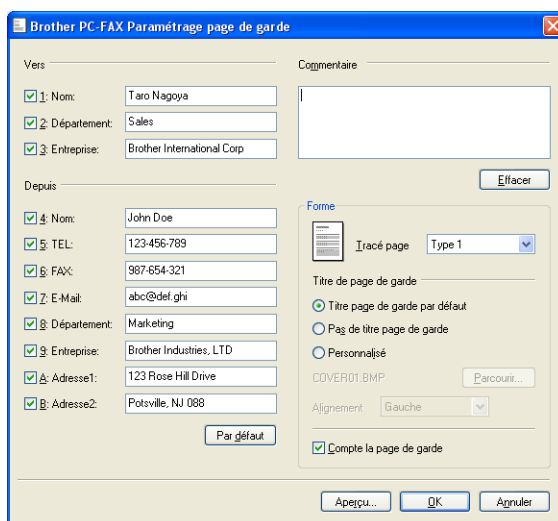 Brother PC-FAX Paramétrage page de garde
Vers
1: Nom: Taro Nagoya
2: Département: Sales
3: Entreprise: Brother International Corp
Depuis
4: Nom: John Doe
5: TEL: 123-456-789
6: FAX: 987-654-321
7: E-Mail: abc@def.ghi
8: Département: Marketing
9: Entreprise: Brother Industries, LTD
A: Adresse1: 123 Rose Hill Drive
B: Adresse2: Potsville, NJ 088
Par défaut
Commentaire
Effacer
Forme
Tracé page Type 1
Titre de page de garde
Titre page de garde par défaut
Pas de titre page de garde
Personnalisé
COVER01.BMP Parcourir...
Alignement Gauche
Compte la page de garde
Aperçu... OK Annuler